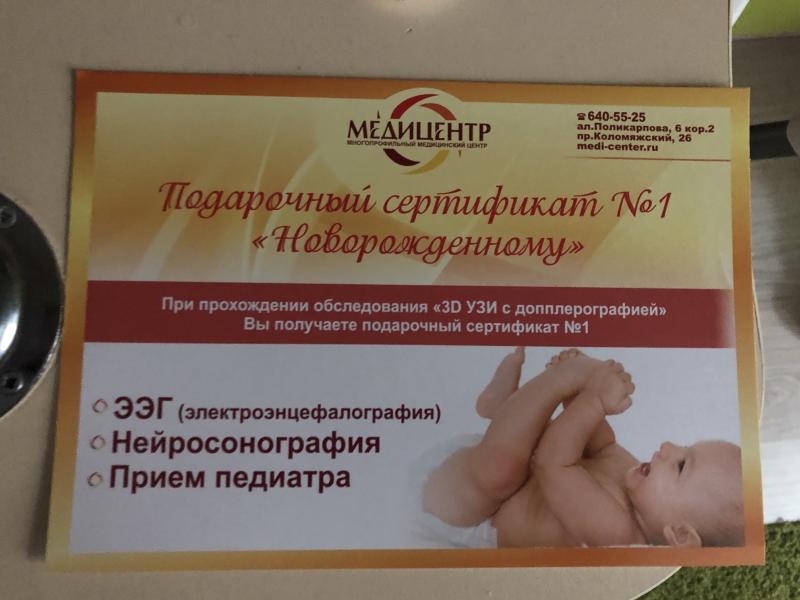 МЕДИЦЕНТР
МНОГОПРОФИЛЬНЫЙ МЕДИЦИНСКИЙ ЦЕНТР
☎640-55-25
ал.Поликарпова, 6 кор.2
пр.Коломяжский, 26
medi-center.ru
Подарочный сертификат №1
«Новорожденному»
При прохождении обследования «3D УЗИ с допплерографией»
Вы получаете подарочный сертификат №1
ЭЭГ (электроэнцефалография)
Нейросонография
Прием педиатра